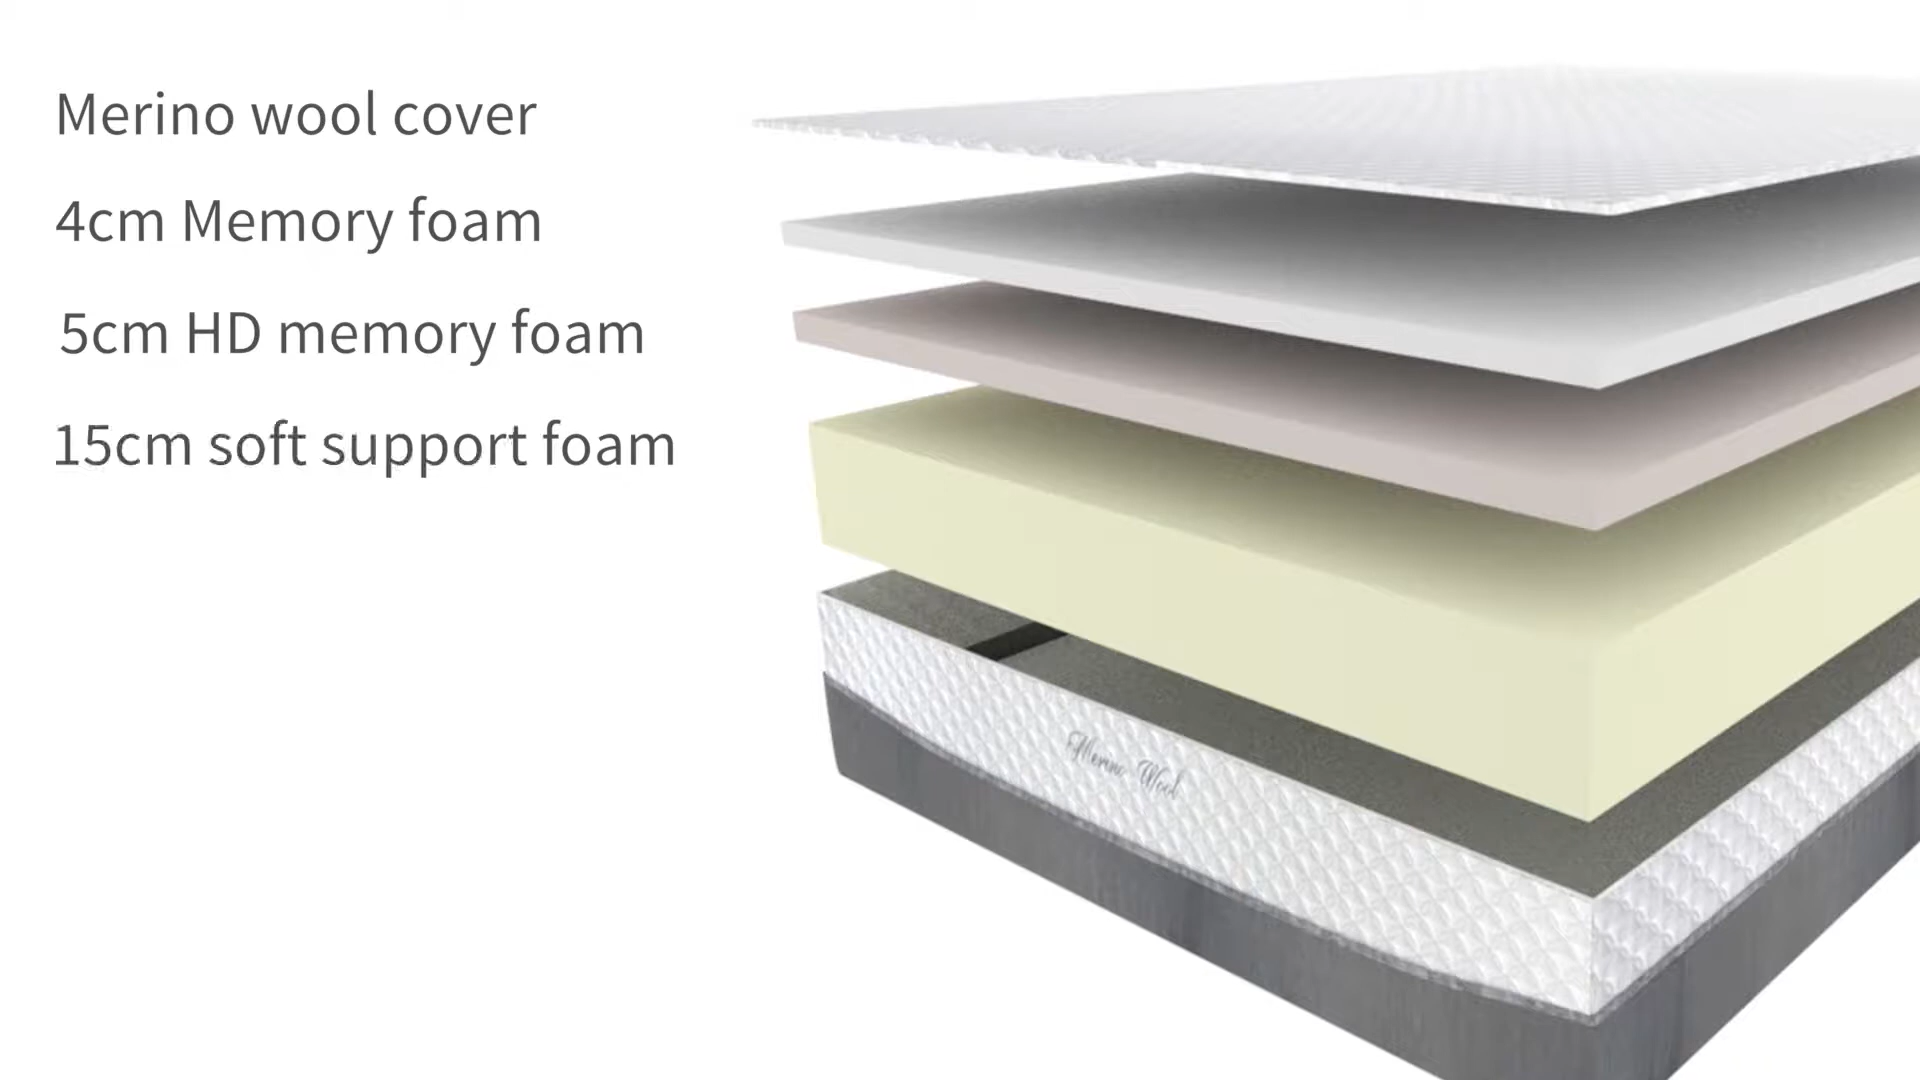 Merino wool cover
4cm Memory foam
5cm HD memory foam
15cm soft support foam
Merino Wool